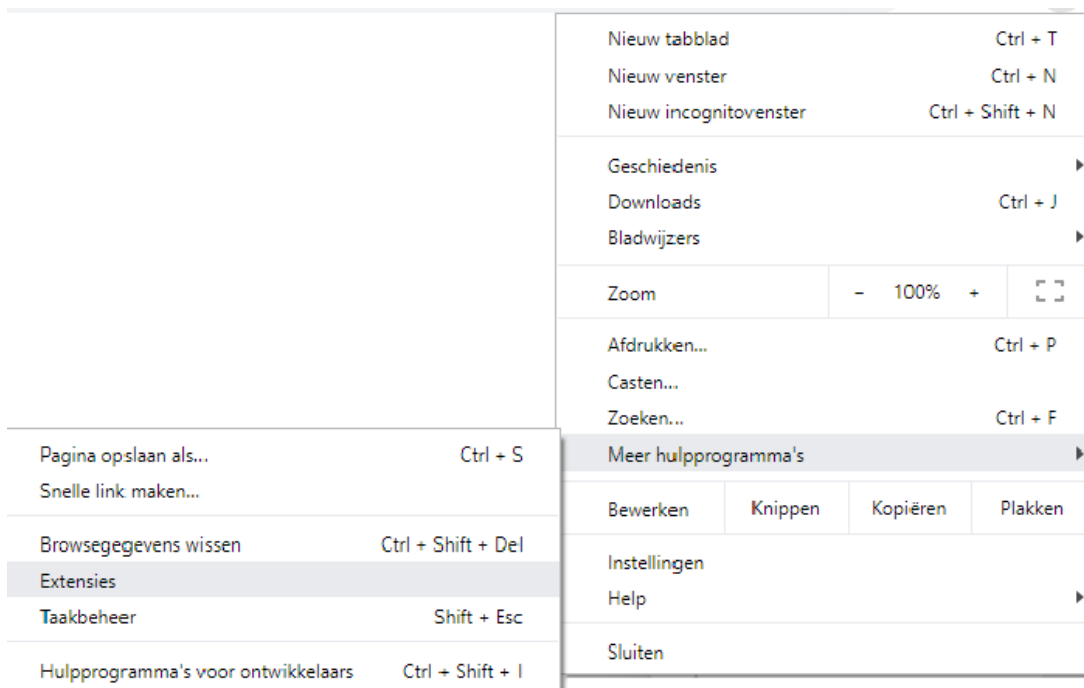 Nieuw tabblad Ctrl + T
Nieuw venster Ctrl + N
Nieuw incognitovenster Ctrl + Shift + N
Geschiedenis
Downloads Ctrl + J
Bladwijzers
Zoom - 100% +
Afdrukken... Ctrl + P
Casten...
Zoeken... Ctrl + F
Meer hulpprogramma's
Bewerken Knippen Kopiëren Plakken
Instellingen
Help
Sluiten
Pagina opslaan als... Ctrl + S
Snelle link maken...
Browsegegevens wissen Ctrl + Shift + Del
Extensies
Taakbeheer Shift + Esc
Hulpprogramma's voor ontwikkelaars Ctrl + Shift + I